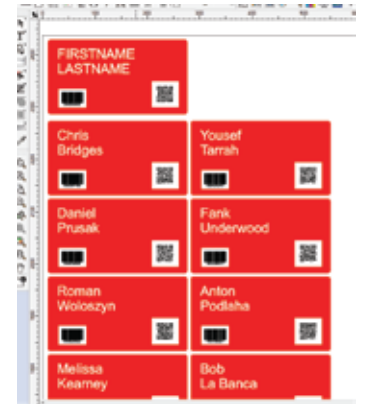 FIRSTNAME
LASTNAME
Chris
Bridges
Yousef
Tarrah
Daniel
Prusak
Fank
Underwood
Roman
Woloszyn
Anton
Podlaha
Melissa
Kearney
Bob
La Banca